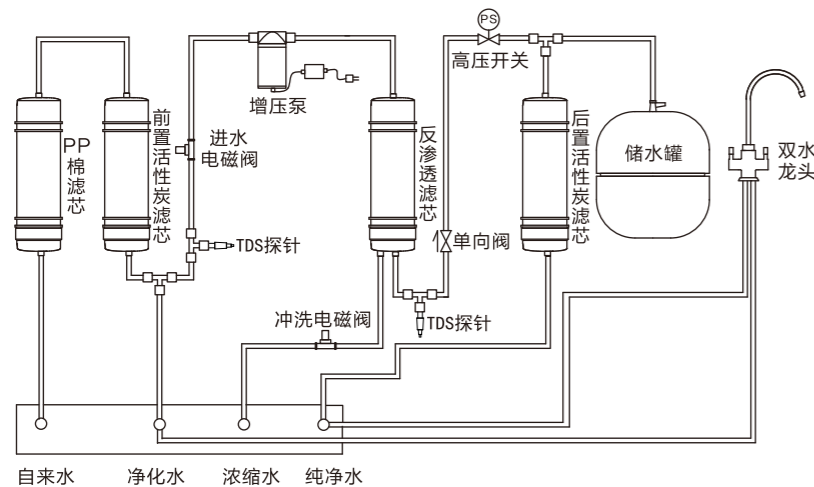 PS
高压开关
增压泵
PP棉滤芯
前置活性炭滤芯
进水
电磁阀
反渗透滤芯
后置活性炭滤芯
储水罐
双水
龙头
TDS探针
单向阀
冲洗电磁阀
TDS探针
自来水
净化水
浓缩水
纯净水